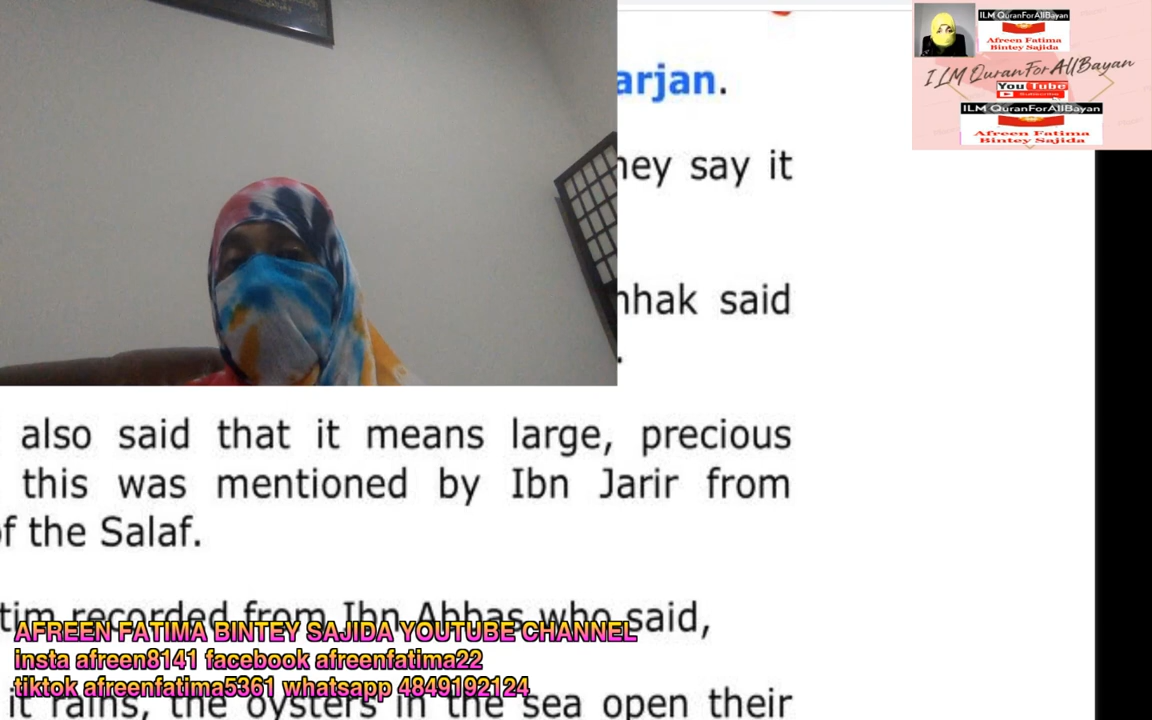 arjan.
ney say it
nhak said
.
also said that it means large, precious
this was mentioned by Ibn Jarir from
of the Salaf.
tim recorded from Ibn Abbas who said,
it rains, the oysters in the sea open their
ILM QuranForAllBayan
Afreen Fatima
Bintey Sajida
ILM QuranForAllBayan
YouTube
ILM QuranForAllBayan
Afreen Fatima
Bintey Sajida
AFREEN FATIMA BINTEY SAJIDA YOUTUBE CHANNEL
insta afreen8141 facebook afreenfatima22
tiktok afreenfatima5361 whatsapp 4849192124